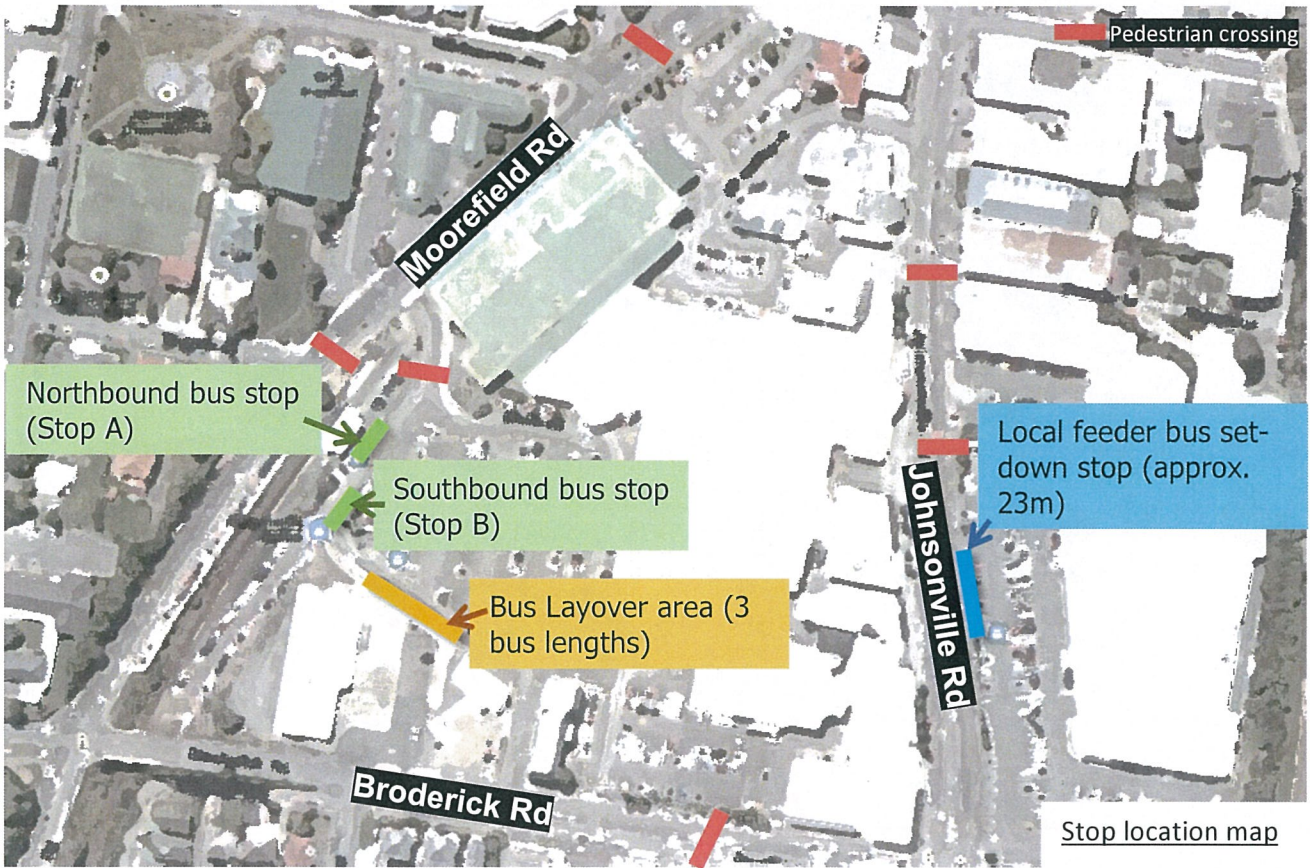 Pedestrian crossing
Moorefield Rd
Northbound bus stop
(Stop A)
Southbound bus stop
(Stop B)
Local feeder bus set-
down stop (approx.
23m)
Johnsonville Rd
Bus Layover area (3
bus lengths)
Broderick Rd
Stop location map